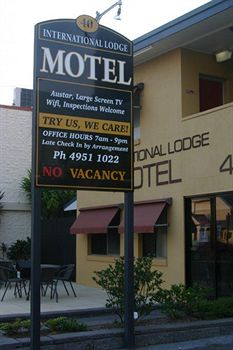 40
INTERNATIONAL LODGE
MOTEL
Austar, Large Screen TV
Wifi, Inspections Welcome
TRY US, WE CARE!
OFFICE HOURS 7am - 9pm
Late Check In by Arrangement
Ph 4951 1022
NO VACANCY
NATIONAL LODGE
OTEL 4